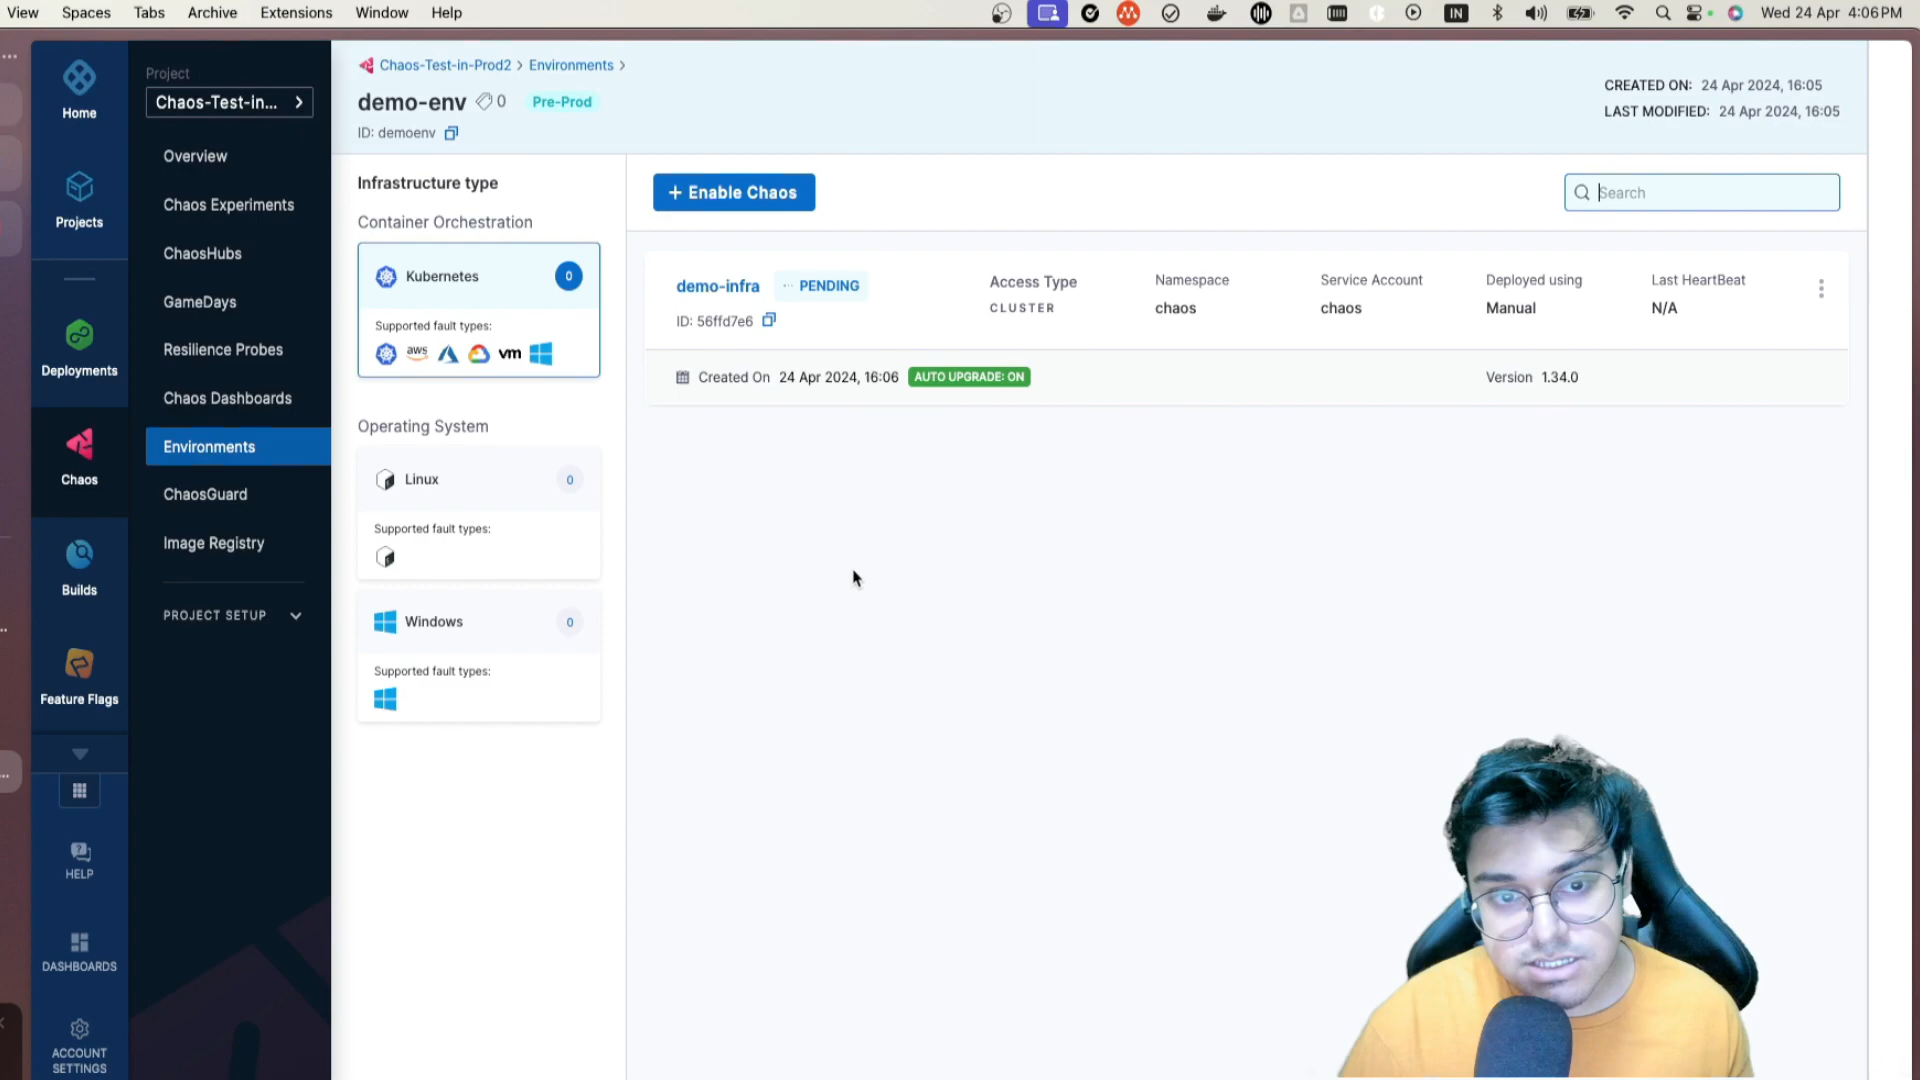 View Spaces Tabs Archive Extensions Window Help IN Wed 24 Apr 4:06 PM
Home
Projects
Deployments
Chaos
Builds
Feature Flags
HELP
DASHBOARDS
ACCOUNT
SETTINGS
Project
Chaos-Test-in...
Overview
Chaos Experiments
ChaosHubs
GameDays
Resilience Probes
Chaos Dashboards
Environments
ChaosGuard
Image Registry
PROJECT SETUP
Chaos-Test-in-Prod2 > Environments >
demo-env 0 Pre-Prod
ID: demoenv
CREATED ON: 24 Apr 2024, 16:05
LAST MODIFIED: 24 Apr 2024, 16:05
Infrastructure type
Container Orchestration
Kubernetes 0
Supported fault types:
aws vm
Operating System
Linux 0
Supported fault types:
Windows 0
Supported fault types:
+ Enable Chaos
Search
demo-infra PENDING
ID: 56ffd7e6
Access Type
CLUSTER
Namespace
chaos
Service Account
chaos
Deployed using
Manual
Last HeartBeat
N/A
Created On 24 Apr 2024, 16:06 AUTO UPGRADE: ON Version 1.34.0